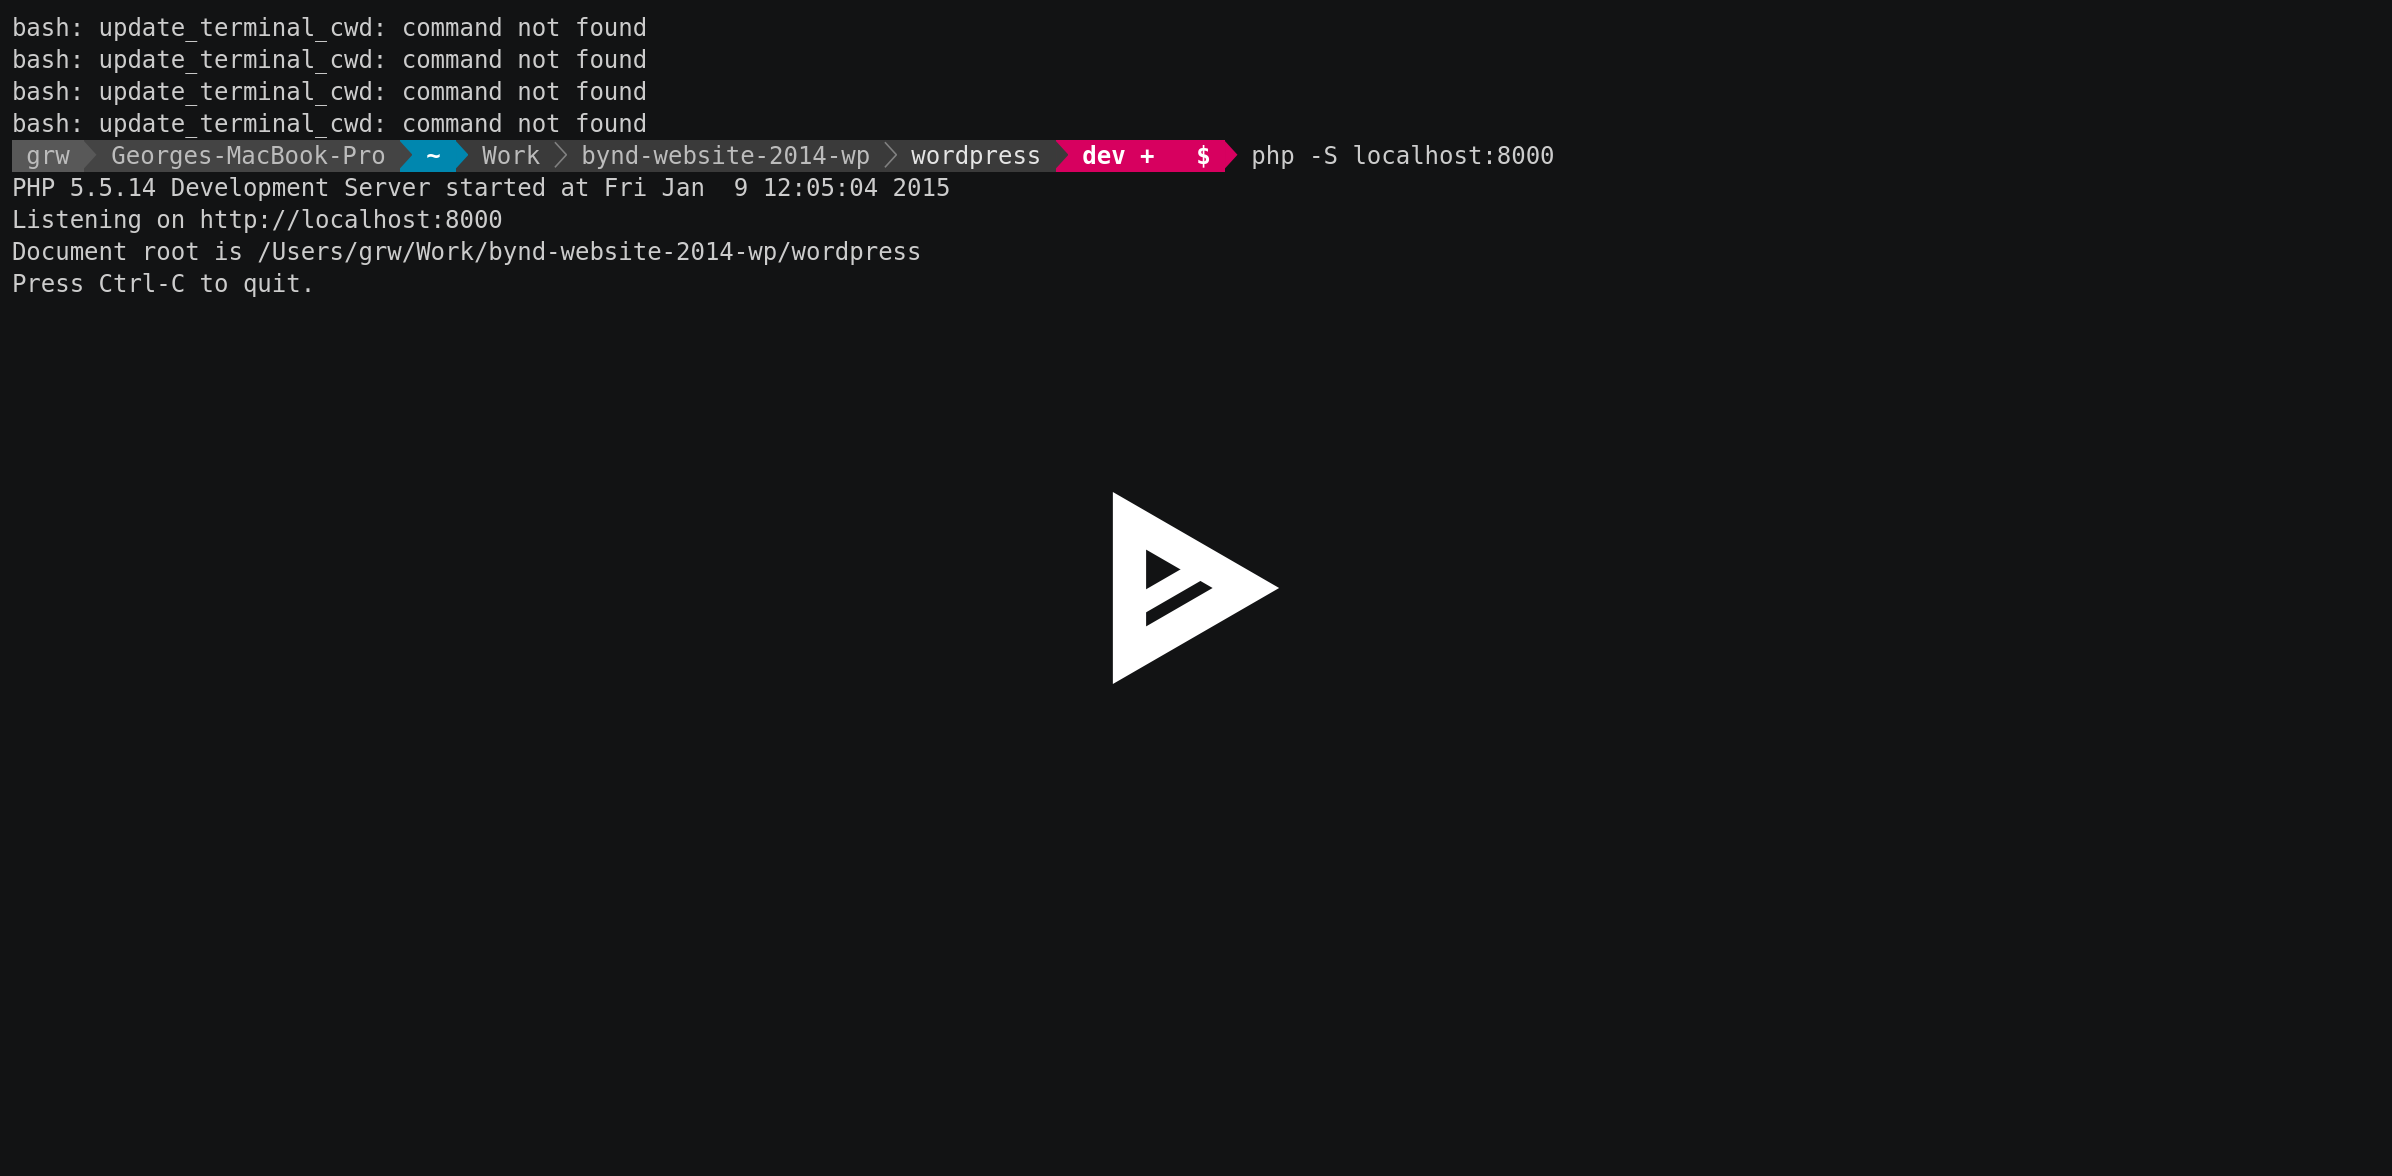 bash: update_terminal_cwd: command not found
bash: update_terminal_cwd: command not found
bash: update_terminal_cwd: command not found
bash: update_terminal_cwd: command not found
grw Georges-MacBook-Pro ~ Work bynd-website-2014-wp wordpress dev + $ php -S localhost:8000
PHP 5.5.14 Development Server started at Fri Jan  9 12:05:04 2015
Listening on http://localhost:8000
Document root is /Users/grw/Work/bynd-website-2014-wp/wordpress
Press Ctrl-C to quit.